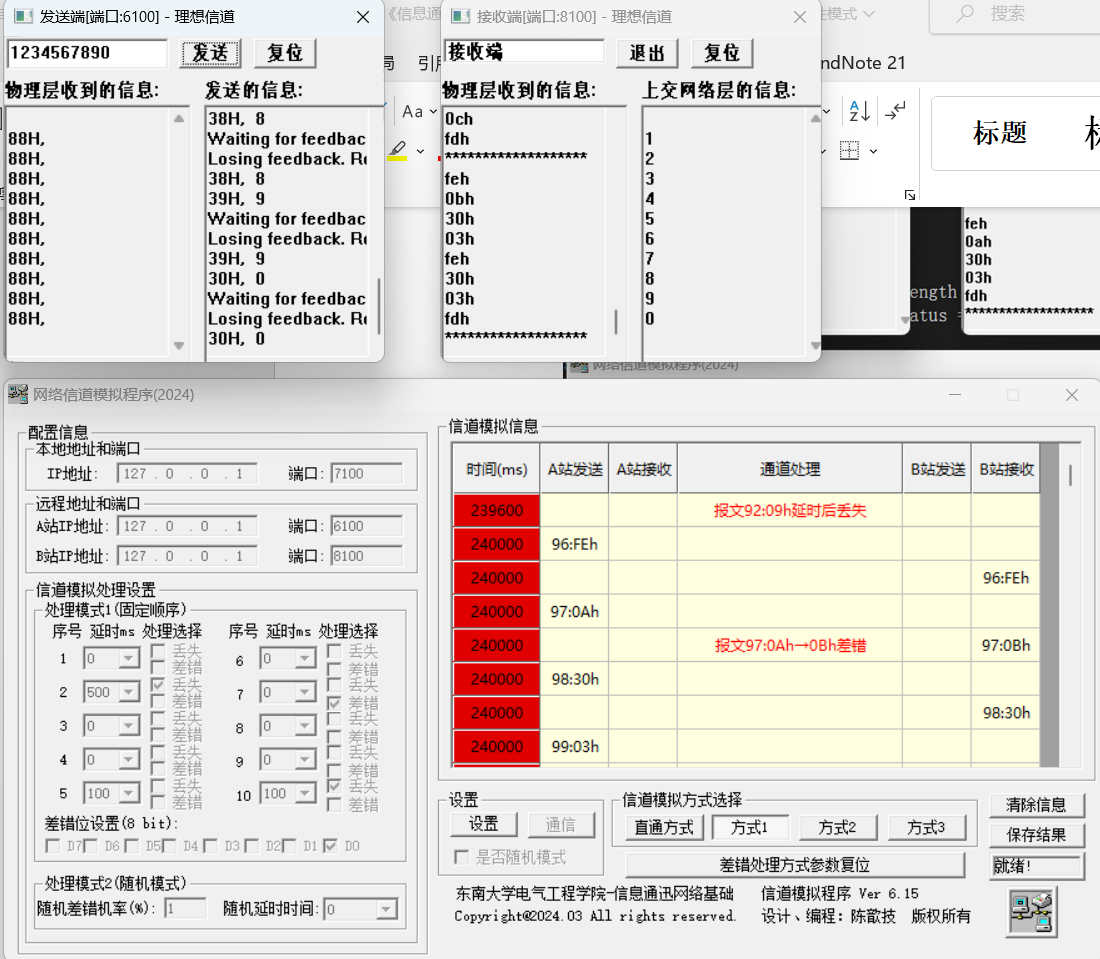 发送端[端口:6100] - 理想信道
1234567890
发送
复位
物理层收到的信息:
发送的信息:
88H,
88H,
88H,
88H,
88H,
88H,
88H,
88H,
88H,
88H,
38H, 8
Waiting for feedbac
Losing feedback. R
38H, 8
39H, 9
Waiting for feedbac
Losing feedback. R
39H, 9
30H, 0
Waiting for feedbac
Losing feedback. R
30H, 0
《信息通
接收端[端口:8100] - 理想信道
接收端
退出
复位
物理层收到的信息:
上交网络层的信息:
0ch
fdh
********************
feh
0bh
30h
03h
feh
30h
03h
fdh
********************
1
2
3
4
5
6
7
8
9
0
模式
搜索
引
ndNote 21
Aa
标题
feh
0ah
30h
03h
fdh
********************
ength
atus =
网络信道模拟程序(2024)
网络信道模拟程序(2024)
配置信息
本地地址和端口
IP地址: 127 . 0 . 0 . 1 端口: 7100
远程地址和端口
A站IP地址: 127 . 0 . 0 . 1 端口: 6100
B站IP地址: 127 . 0 . 0 . 1 端口: 8100
信道模拟处理设置
处理模式1(固定顺序)
序号 延时ms 处理选择 序号 延时ms 处理选择
1 0 丢失 差错 6 0 丢失 差错
2 500 丢失 差错 7 0 丢失 差错
3 0 丢失 差错 8 0 丢失 差错
4 0 丢失 差错 9 0 丢失 差错
5 100 丢失 差错 10 100 丢失 差错
差错位设置(8 bit):
D7 D6 D5 D4 D3 D2 D1 D0
处理模式2(随机模式)
随机差错机率(%): 1 随机延时时间: 0
信道模拟信息
时间(ms) A站发送 A站接收 通道处理 B站发送 B站接收
239600 报文92:09h延时后丢失
240000 96:FEh
240000 96:FEh
240000 97:0Ah
240000 报文97:0Ah→0Bh差错 97:0Bh
240000 98:30h
240000 98:30h
240000 99:03h
设置
设置
通信
是否随机模式
信道模拟方式选择
直通方式
方式1
方式2
方式3
差错处理方式参数复位
清除信息
保存结果
就绪!
东南大学电气工程学院-信息通迅网络基础 信道模拟程序 Ver 6.15
Copyright@2024.03 All rights reserved. 设计、编程: 陈歆技 版权所有